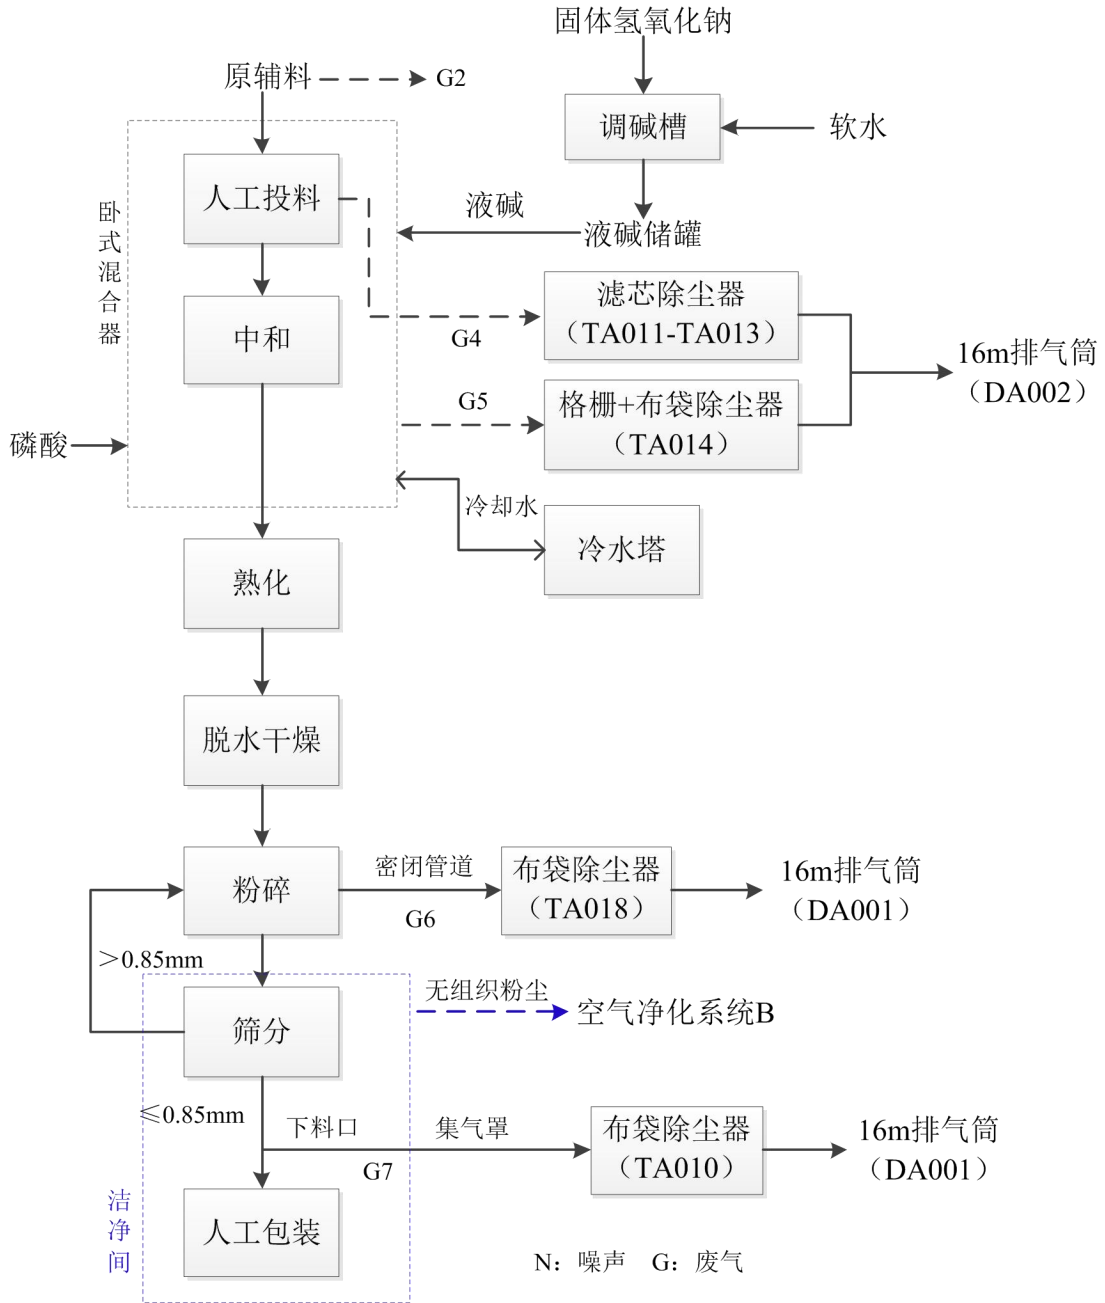 固体氢氧化钠
原辅料
G2
调碱槽
软水
人工投料
液碱
液碱储罐
卧式混合器
中和
滤芯除尘器
（TA011-TA013）
G4
16m排气筒
（DA002）
G5
格栅+布袋除尘器
（TA014）
磷酸
冷却水
冷水塔
熟化
脱水干燥
粉碎
密闭管道
G6
布袋除尘器
（TA018）
16m排气筒
（DA001）
＞0.85mm
筛分
无组织粉尘
空气净化系统B
≤0.85mm
下料口
集气罩
G7
布袋除尘器
（TA010）
16m排气筒
（DA001）
洁净间
人工包装
N：噪声 G：废气